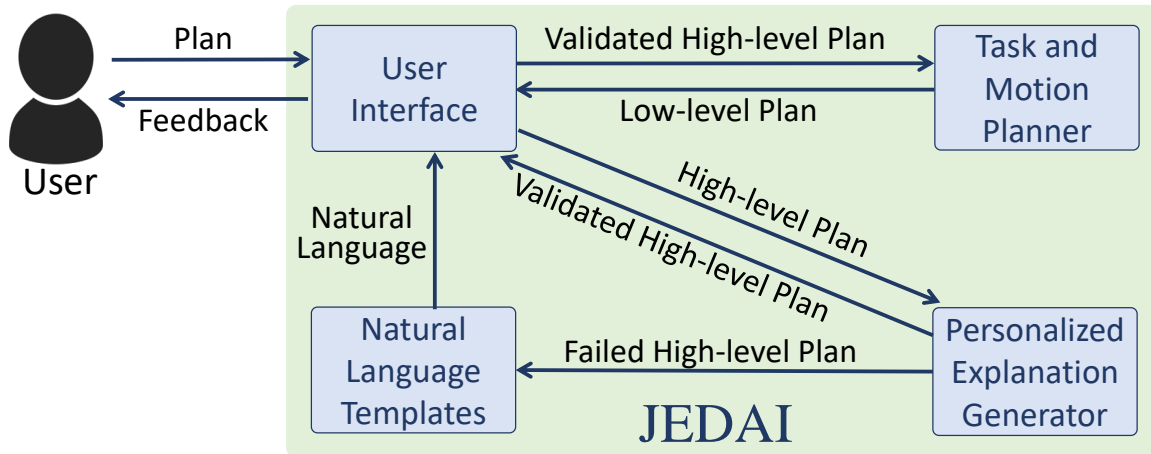 Plan
Feedback
User
User
Interface
Validated High-level Plan
Low-level Plan
Task and
Motion
Planner
High-level Plan
Validated High-level Plan
Natural
Language
Natural
Language
Templates
Failed High-level Plan
Personalized
Explanation
Generator
JEDAI